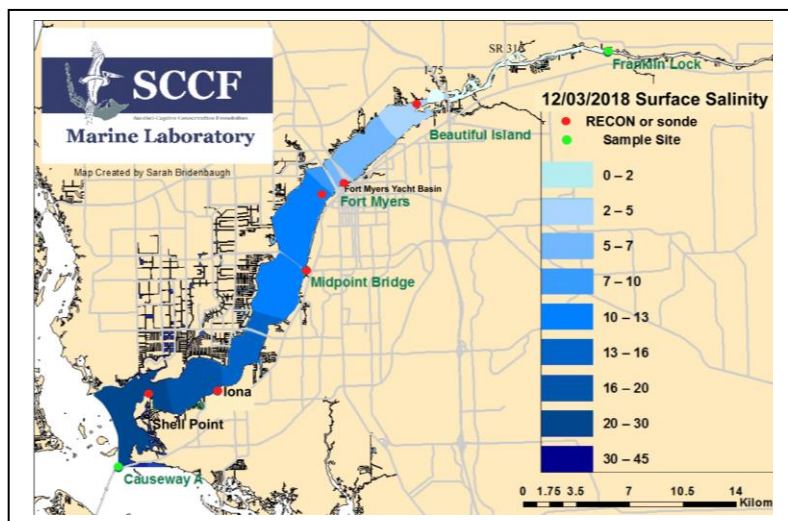 SCCF
Sanibel-Captiva Conservation Foundation
Marine Laboratory
Map Created by Sarah Bridenbaugh
I-75
SR 31
Franklin Lock
12/03/2018 Surface Salinity
RECON or sonde
Sample Site
Beautiful Island
Fort Myers Yacht Basin
Fort Myers
Midpoint Bridge
Iona
Shell Point
Causeway A
0 – 2
2 – 5
5 – 7
7 – 10
10 – 13
13 – 16
16 – 20
20 – 30
30 – 45
0 1.75 3.5 7 10.5 14
Kilom